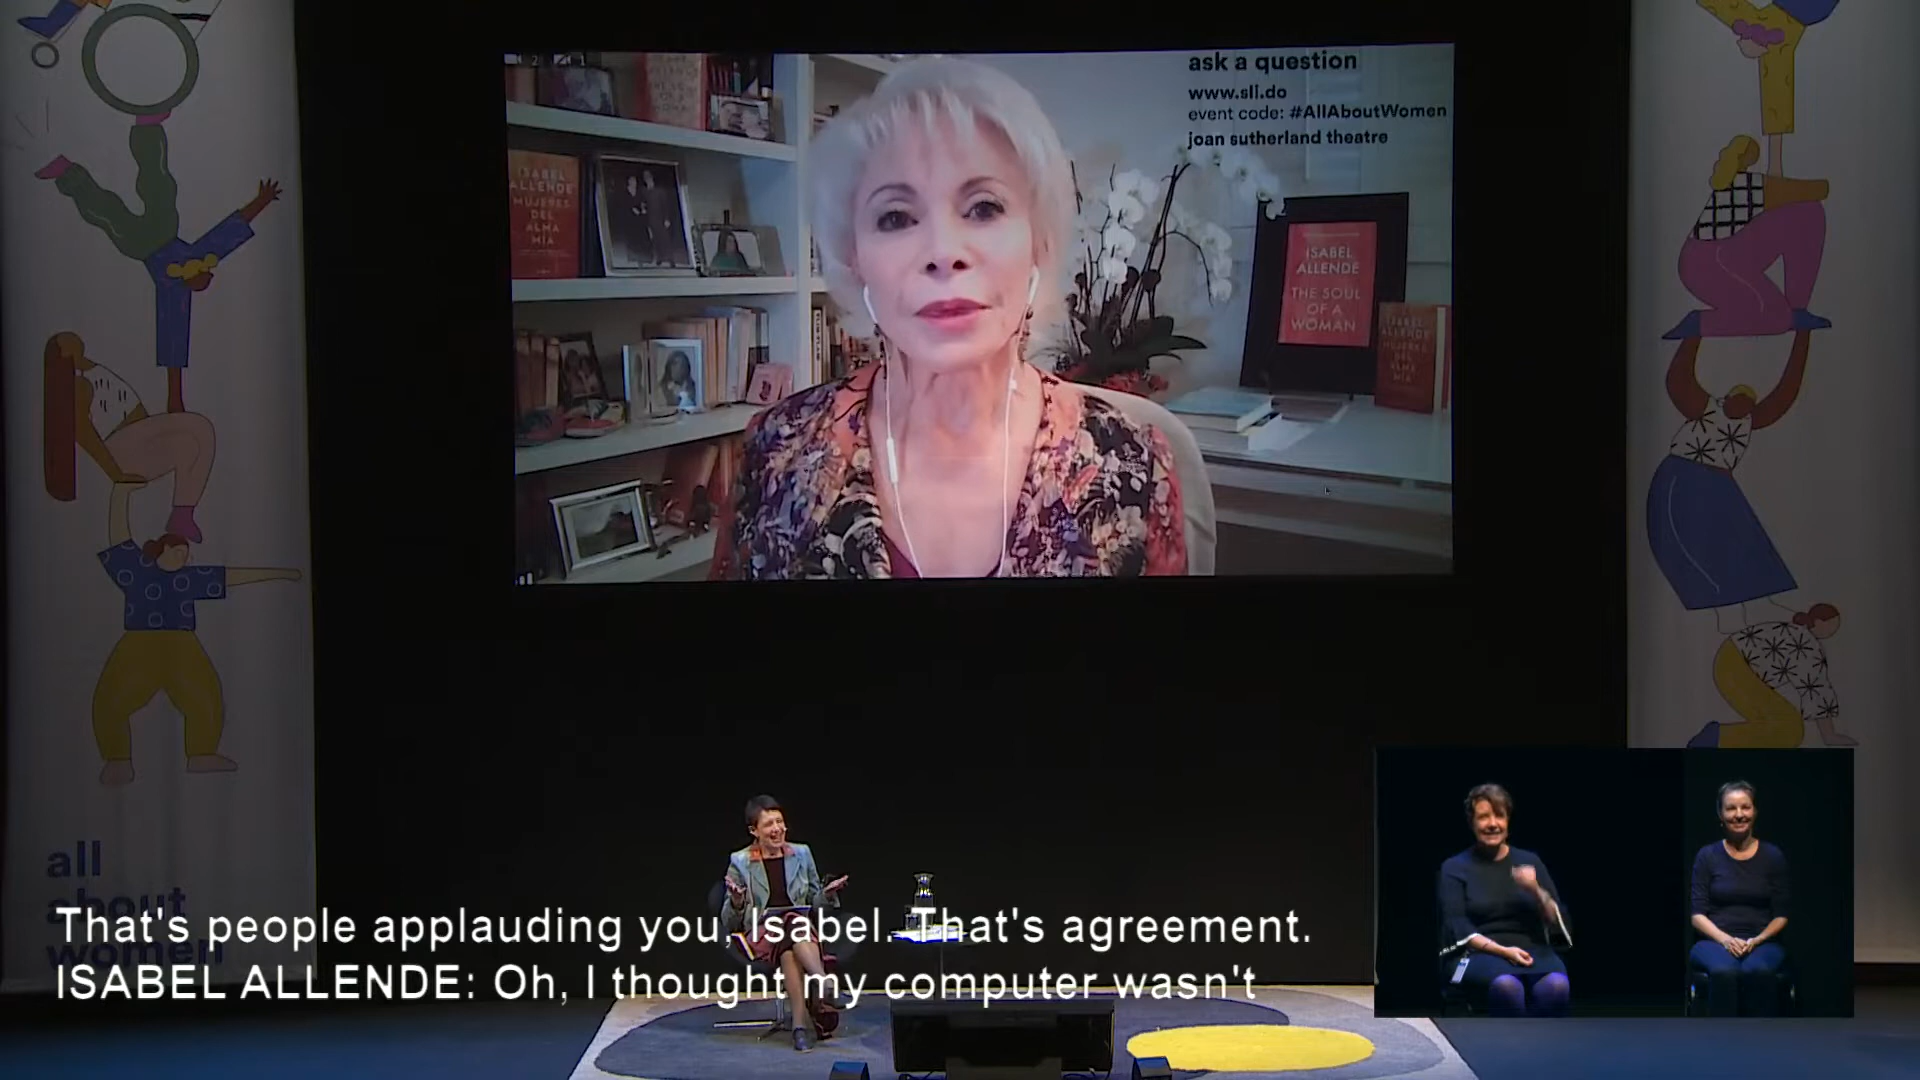 ask a question
www.sli.do
event code: #AllAboutWomen
joan sutherland theatre
ISABEL
ALLENDE
MUJERES
DEL
ALMA
MÍA
ISABEL
ALLENDE
THE SOUL
OF A
WOMAN
ISABEL
ALLENDE
MUJERES
DEL
ALMA
MÍA
all
about
women
That's people applauding you, Isabel. That's agreement.
ISABEL ALLENDE: Oh, I thought my computer wasn't